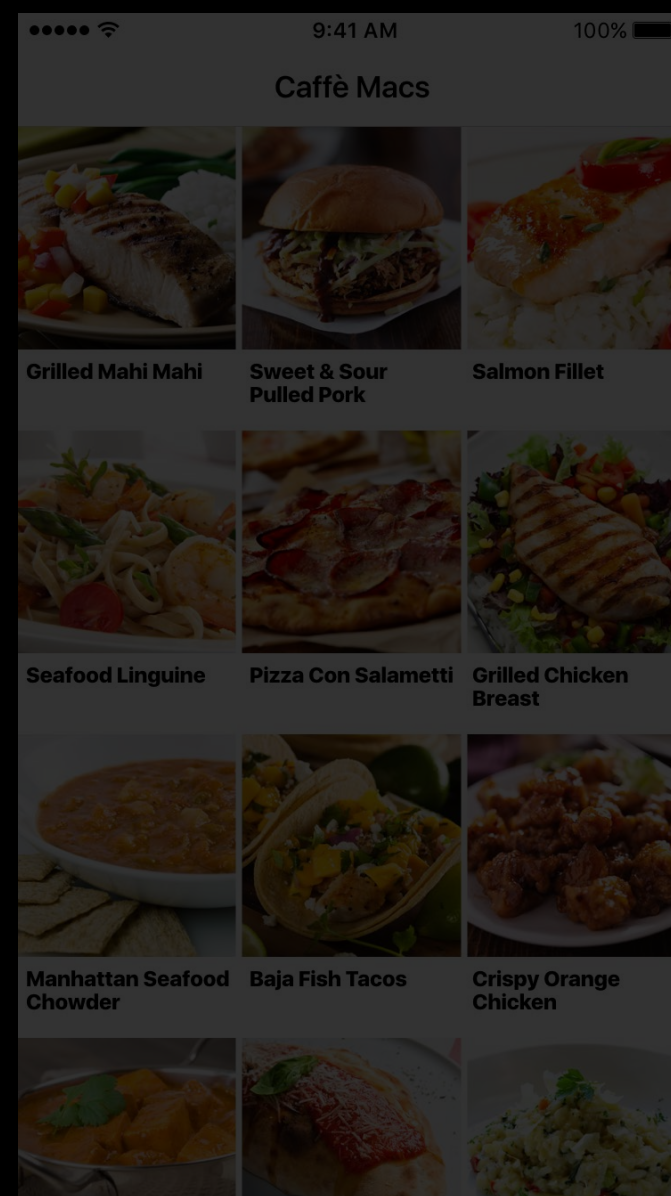 9:41 AM
100%
Caffè Macs
Grilled Mahi Mahi
Sweet & Sour
Pulled Pork
Salmon Fillet
Seafood Linguine
Pizza Con Salametti
Grilled Chicken
Breast
Manhattan Seafood
Chowder
Baja Fish Tacos
Crispy Orange
Chicken